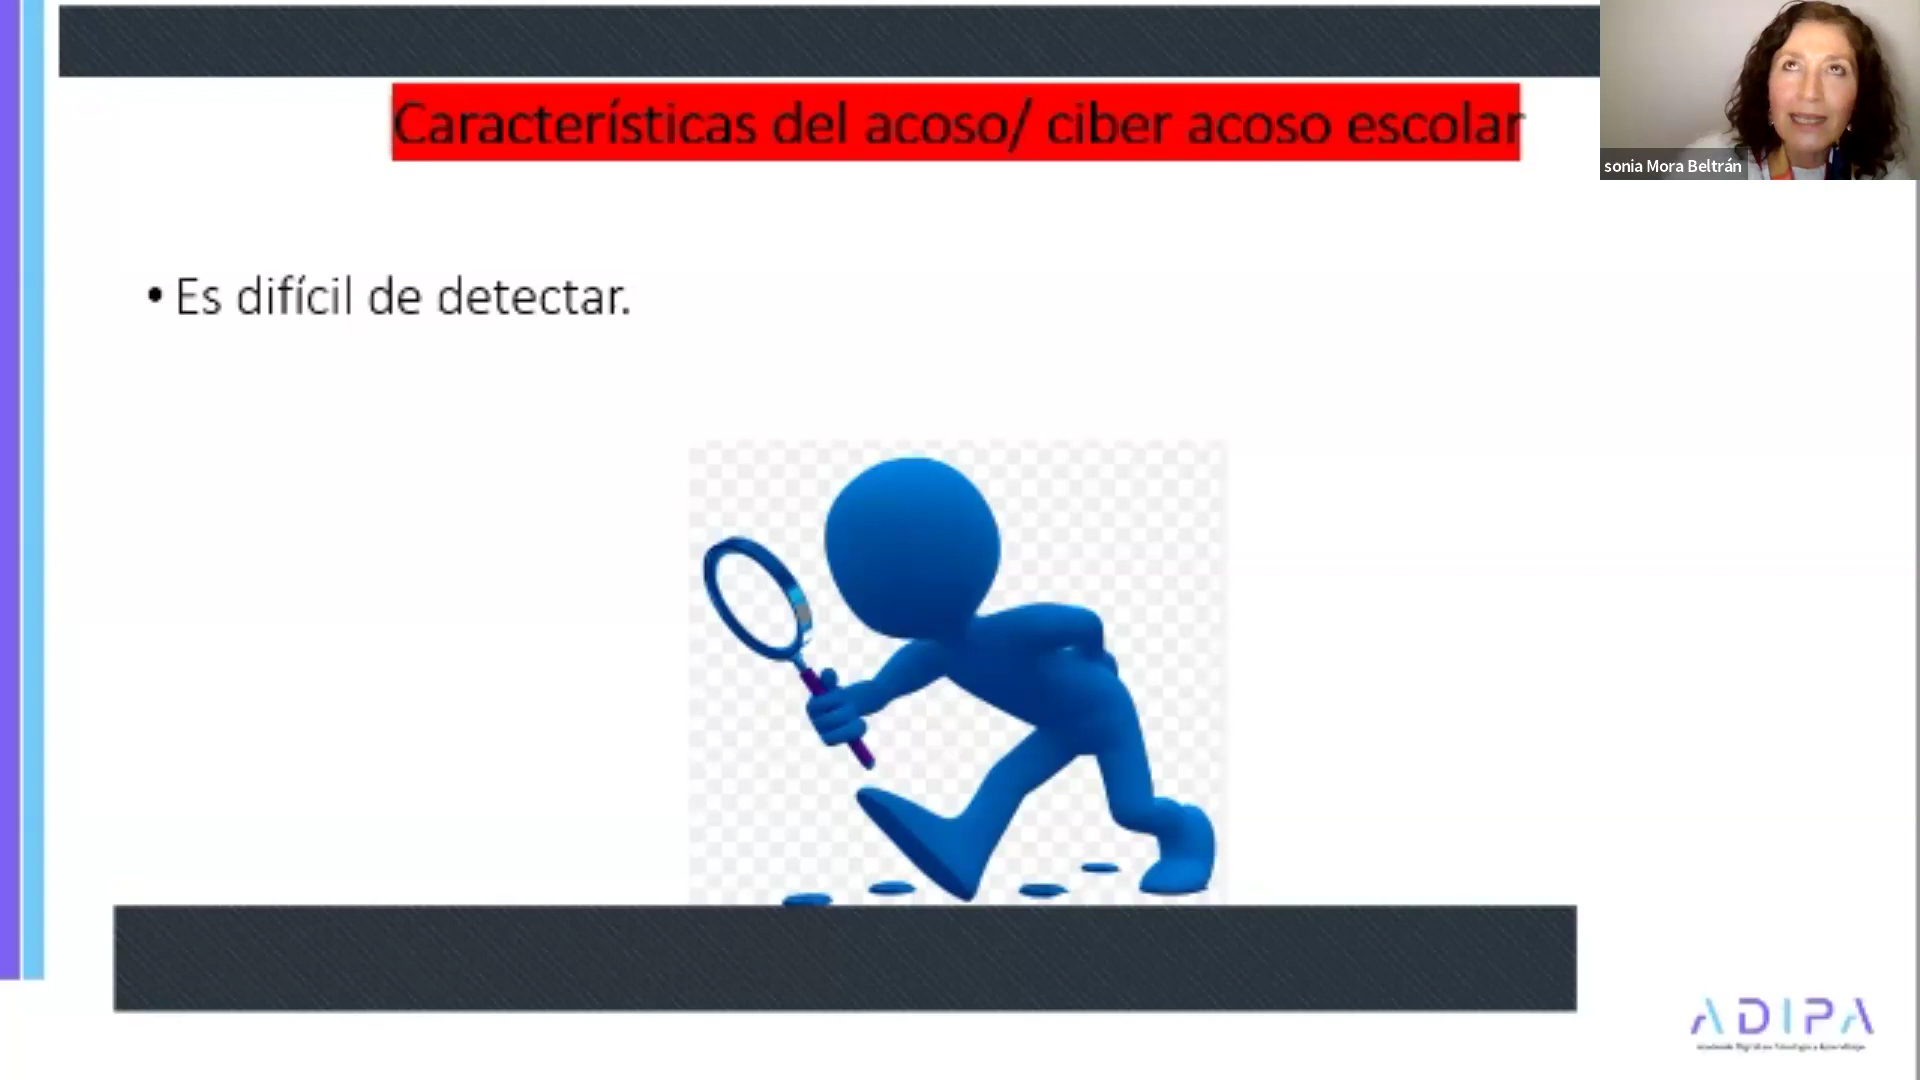 Características del acoso/ ciber acoso escolar
sonia Mora Beltrán
• Es difícil de detectar.
ADIPA